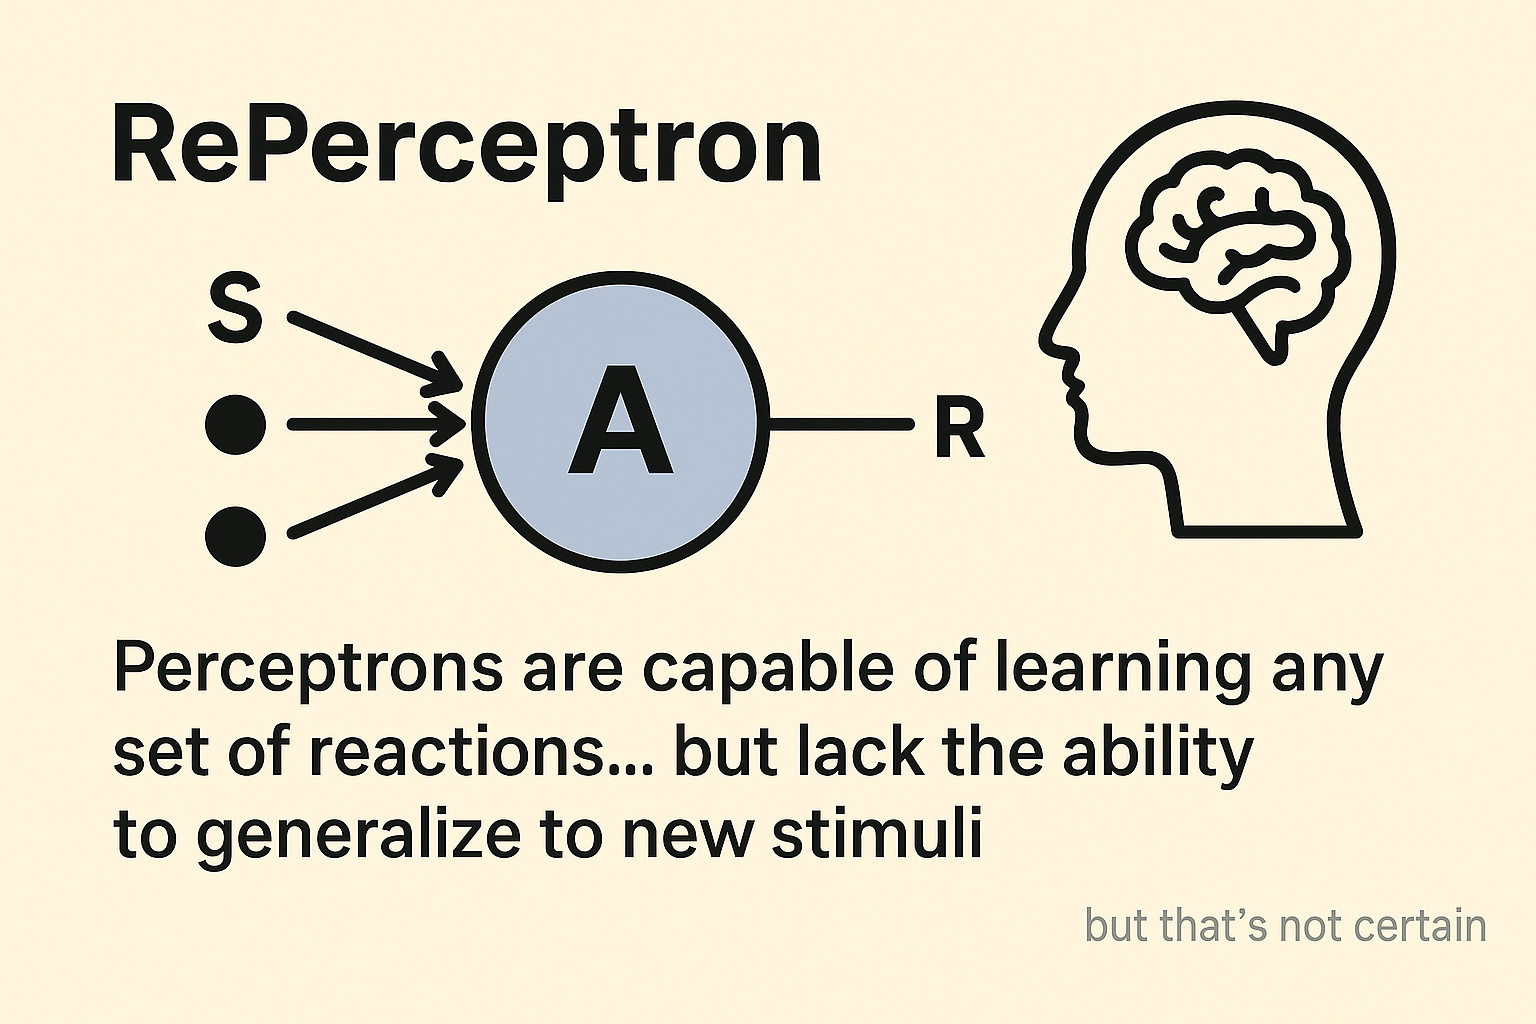 RePerceptron
S
A
R
Perceptrons are capable of learning any
set of reactions... but lack the ability
to generalize to new stimuli
but that's not certain